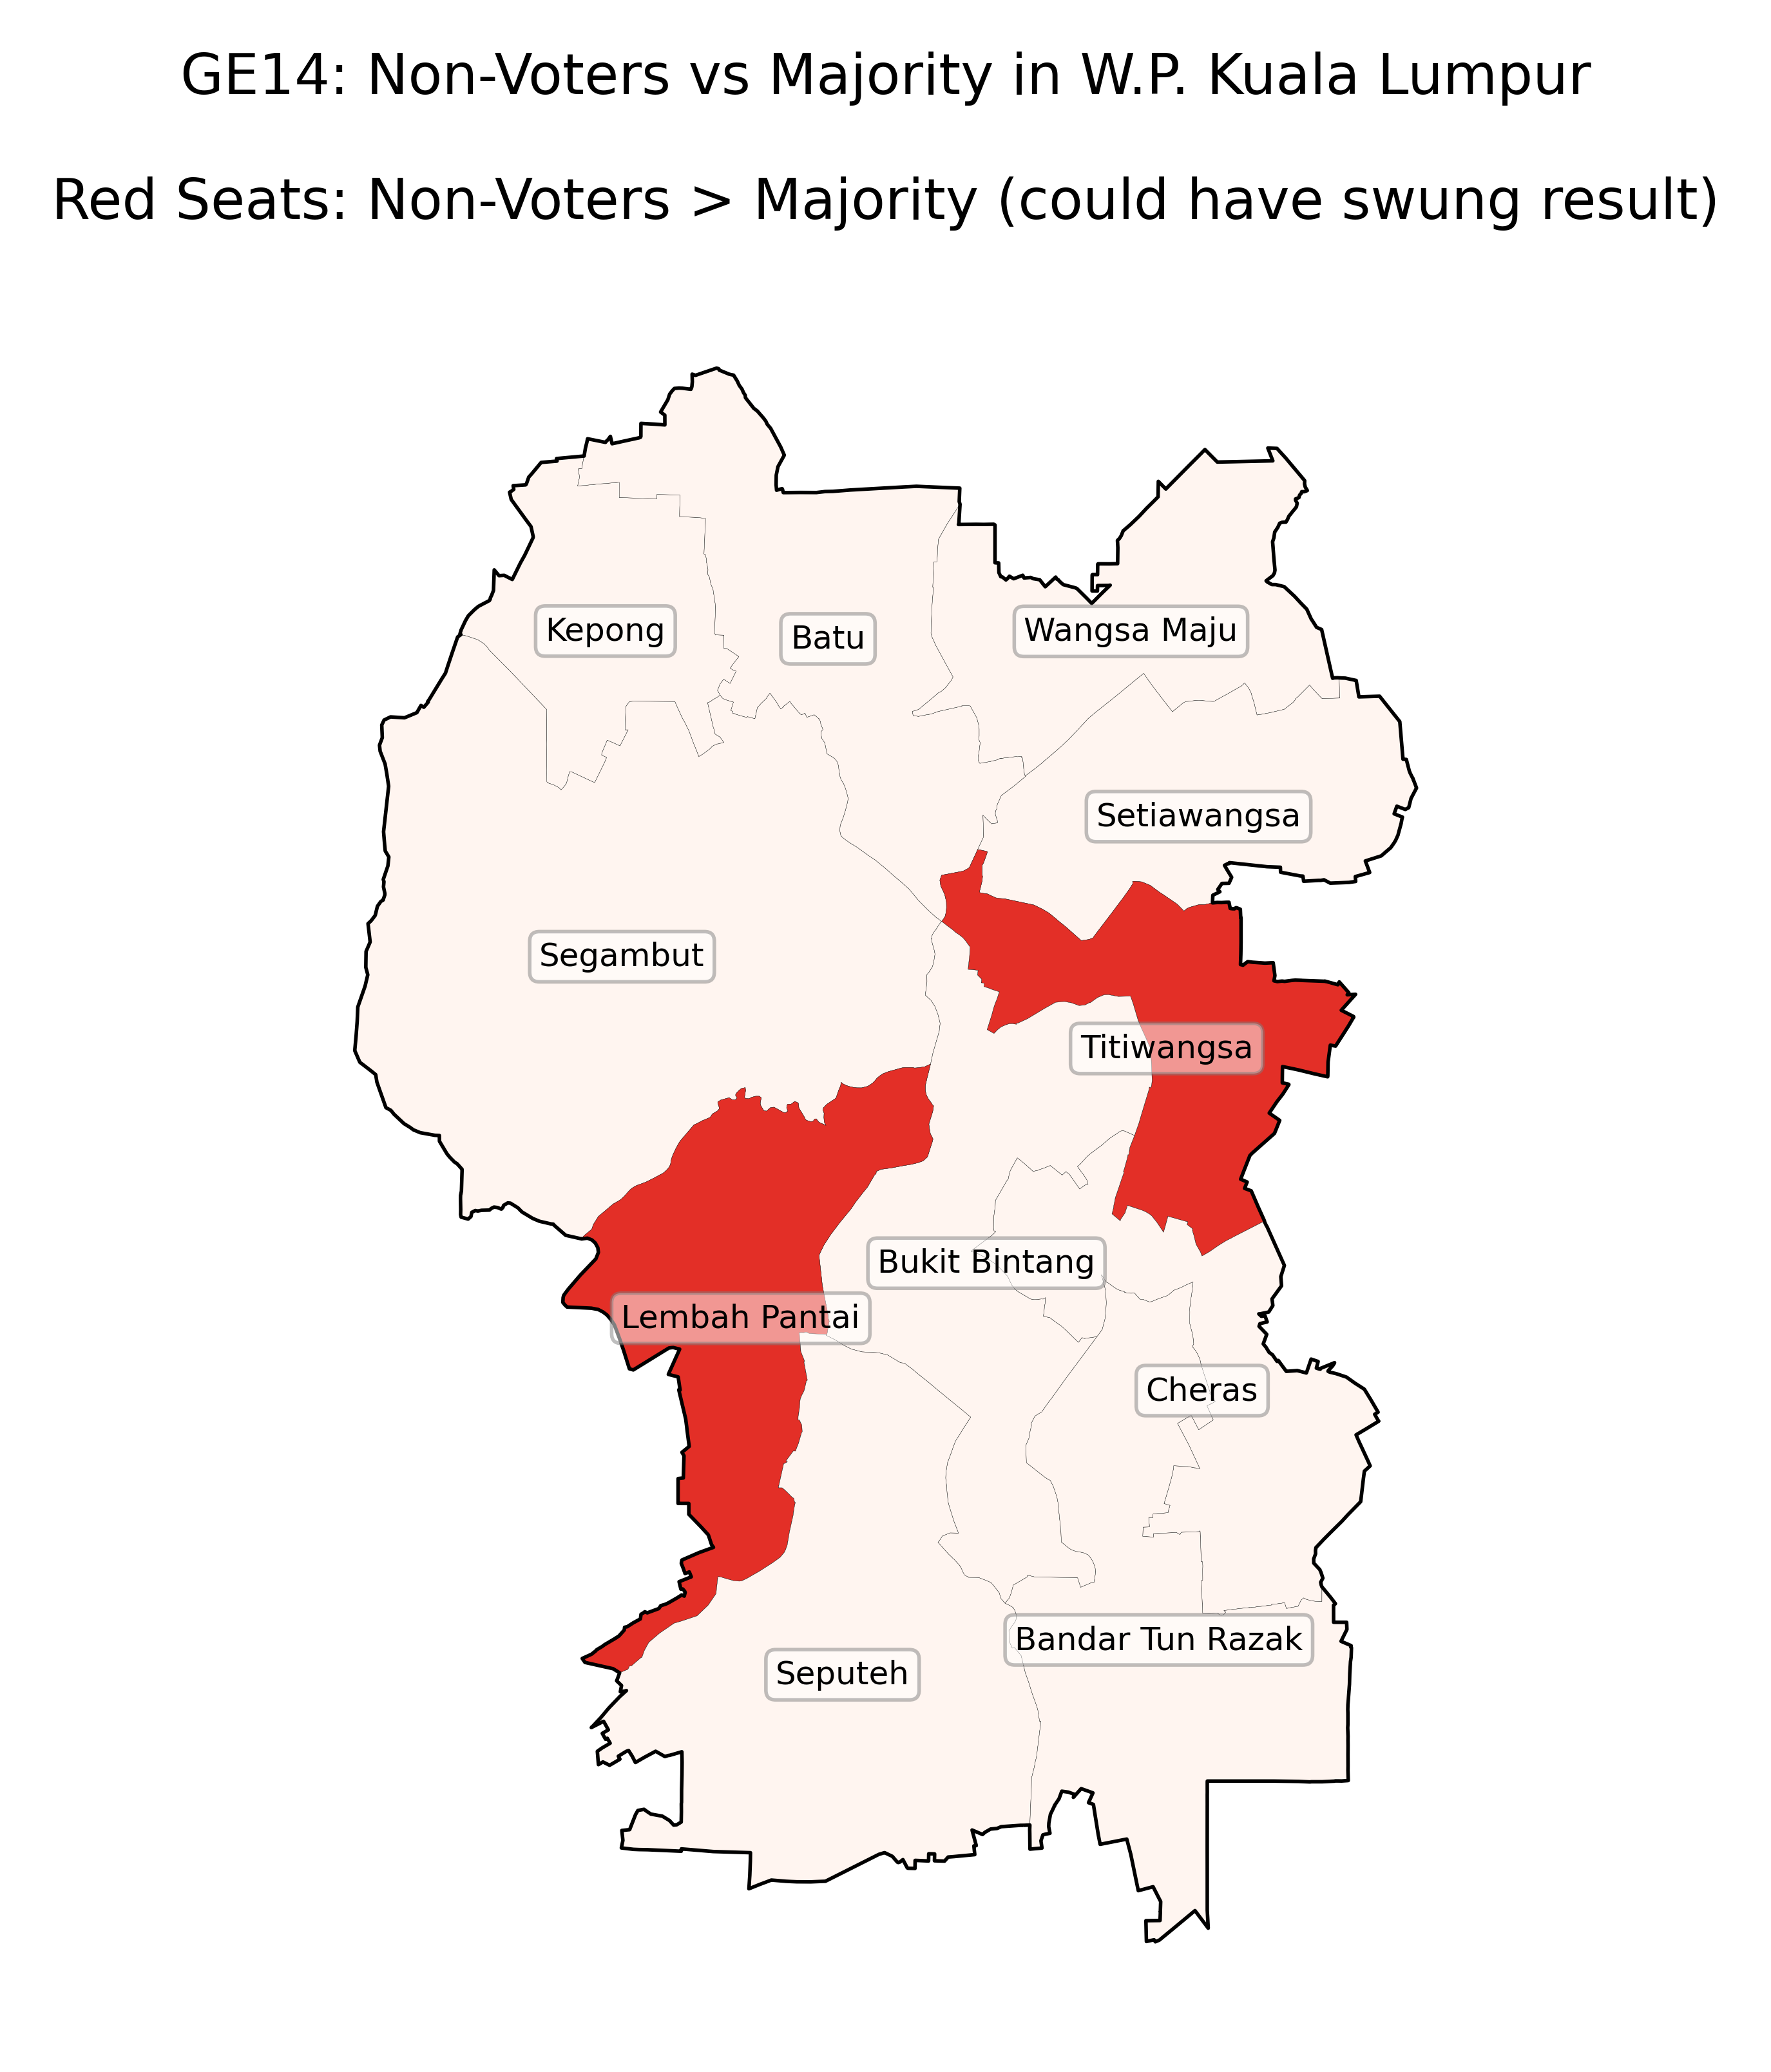 GE14: Non-Voters vs Majority in W.P. Kuala Lumpur
Red Seats: Non-Voters > Majority (could have swung result)
Kepong
Batu
Wangsa Maju
Setiawangsa
Segambut
Titiwangsa
Bukit Bintang
Lembah Pantai
Cheras
Bandar Tun Razak
Seputeh